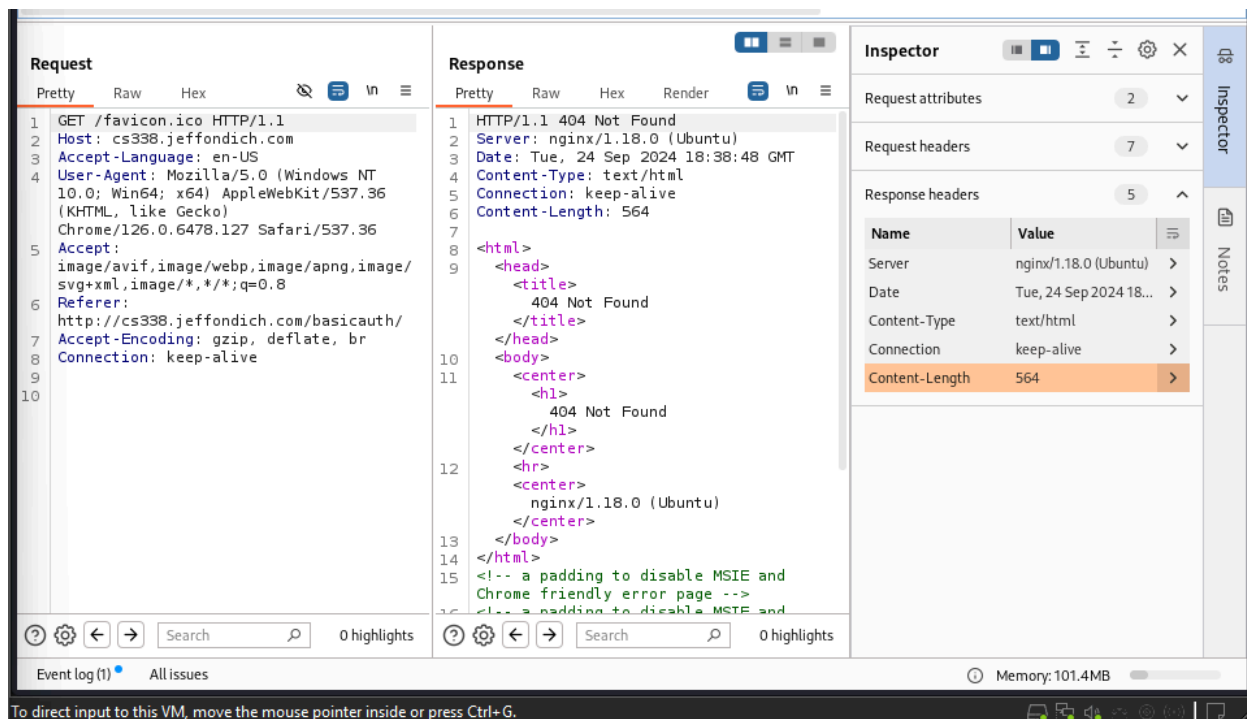 Request
Pretty Raw Hex \n
1 GET /favicon.ico HTTP/1.1
2 Host: cs338.jeffondich.com
3 Accept-Language: en-US
4 User-Agent: Mozilla/5.0 (Windows NT
10.0; Win64; x64) AppleWebKit/537.36
(KHTML, like Gecko)
Chrome/126.0.6478.127 Safari/537.36
5 Accept:
image/avif,image/webp,image/apng,image/
svg+xml,image/*,*/*;q=0.8
6 Referer:
http://cs338.jeffondich.com/basicauth/
7 Accept-Encoding: gzip, deflate, br
8 Connection: keep-alive
9
10
Search 0 highlights
Response
Pretty Raw Hex Render \n
1 HTTP/1.1 404 Not Found
2 Server: nginx/1.18.0 (Ubuntu)
3 Date: Tue, 24 Sep 2024 18:38:48 GMT
4 Content-Type: text/html
5 Connection: keep-alive
6 Content-Length: 564
7
8 <html>
9 <head>
<title>
404 Not Found
</title>
</head>
10 <body>
11 <center>
<h1>
404 Not Found
</h1>
</center>
12 <hr>
<center>
nginx/1.18.0 (Ubuntu)
</center>
13 </body>
14 </html>
15 <!-- a padding to disable MSIE and
Chrome friendly error page -->
16 <!-- a padding to disable MSIE and
Search 0 highlights
Inspector
Request attributes 2
Request headers 7
Response headers 5
Name Value
Server nginx/1.18.0 (Ubuntu)
Date Tue, 24 Sep 2024 18...
Content-Type text/html
Connection keep-alive
Content-Length 564
Inspector
Notes
Event log (1) All issues
Memory: 101.4MB
To direct input to this VM, move the mouse pointer inside or press Ctrl+G.